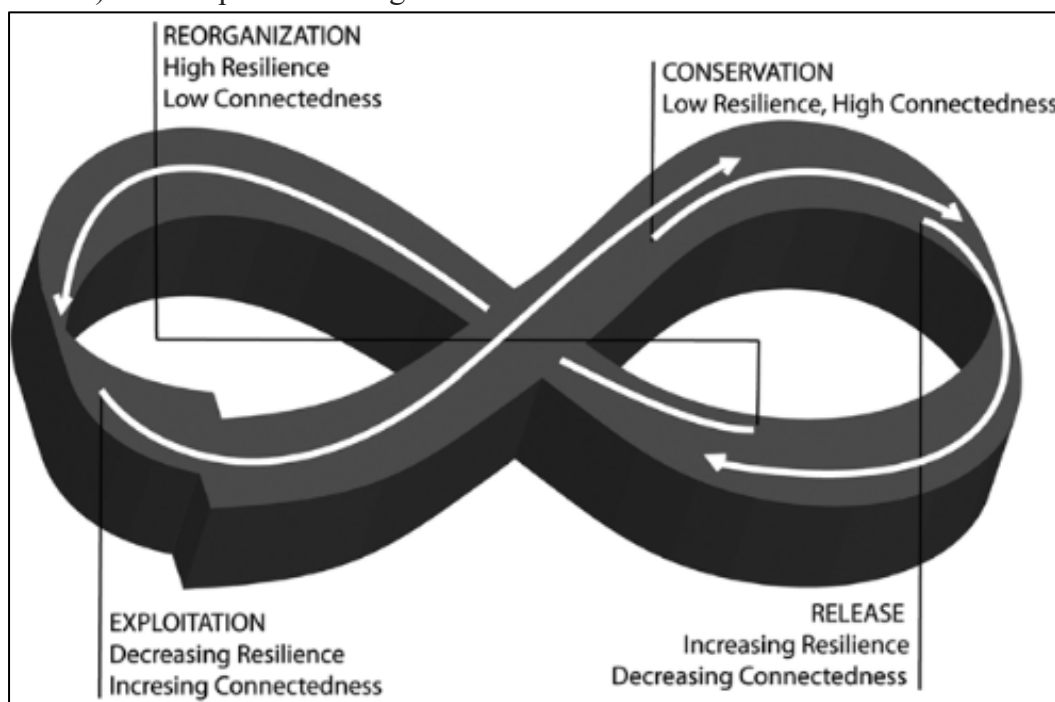 REORGANIZATION
High Resilience
Low Connectedness
CONSERVATION
Low Resilience, High Connectedness
EXPLOITATION
Decreasing Resilience
Incresing Connectedness
RELEASE
Increasing Resilience
Decreasing Connectedness